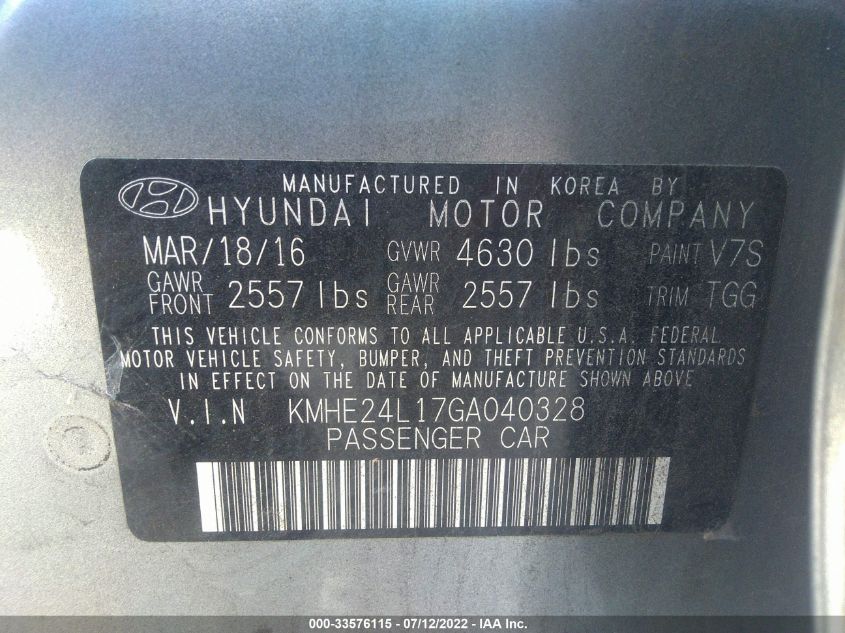 MANUFACTURED IN KOREA BY
HYUNDAI MOTOR COMPANY
MAR/18/16 GVWR 4630 lbs PAINT V7S
GAWR FRONT 2557 lbs GAWR REAR 2557 lbs TRIM TGG
THIS VEHICLE CONFORMS TO ALL APPLICABLE U.S.A. FEDERAL
MOTOR VEHICLE SAFETY, BUMPER, AND THEFT PREVENTION STANDARDS
IN EFFECT ON THE DATE OF MANUFACTURE SHOWN ABOVE
V.I.N KMHE24L17GA040328
PASSENGER CAR
000-33576115 - 07/12/2022 - IAA Inc.